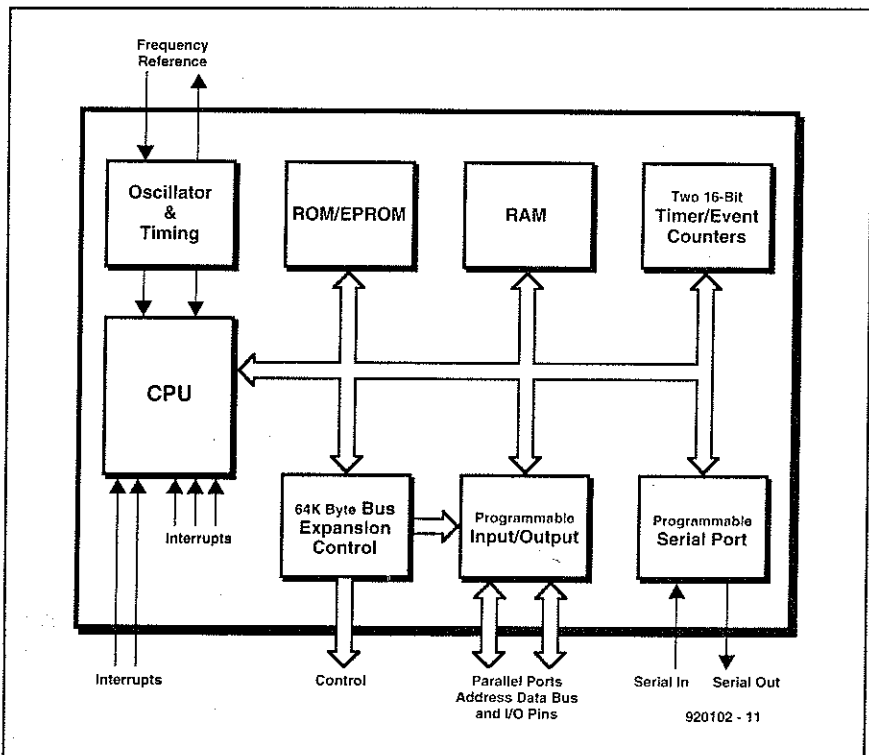 Frequency
Reference
Oscillator
&
Timing
ROM/EPROM
RAM
Two 16-Bit
Timer/Event
Counters
CPU
Interrupts
64K Byte Bus
Expansion
Control
Programmable
Input/Output
Programmable
Serial Port
Interrupts
Control
Parallel Ports
Address Data Bus
and I/O Pins
Serial In
Serial Out
920102 - 11